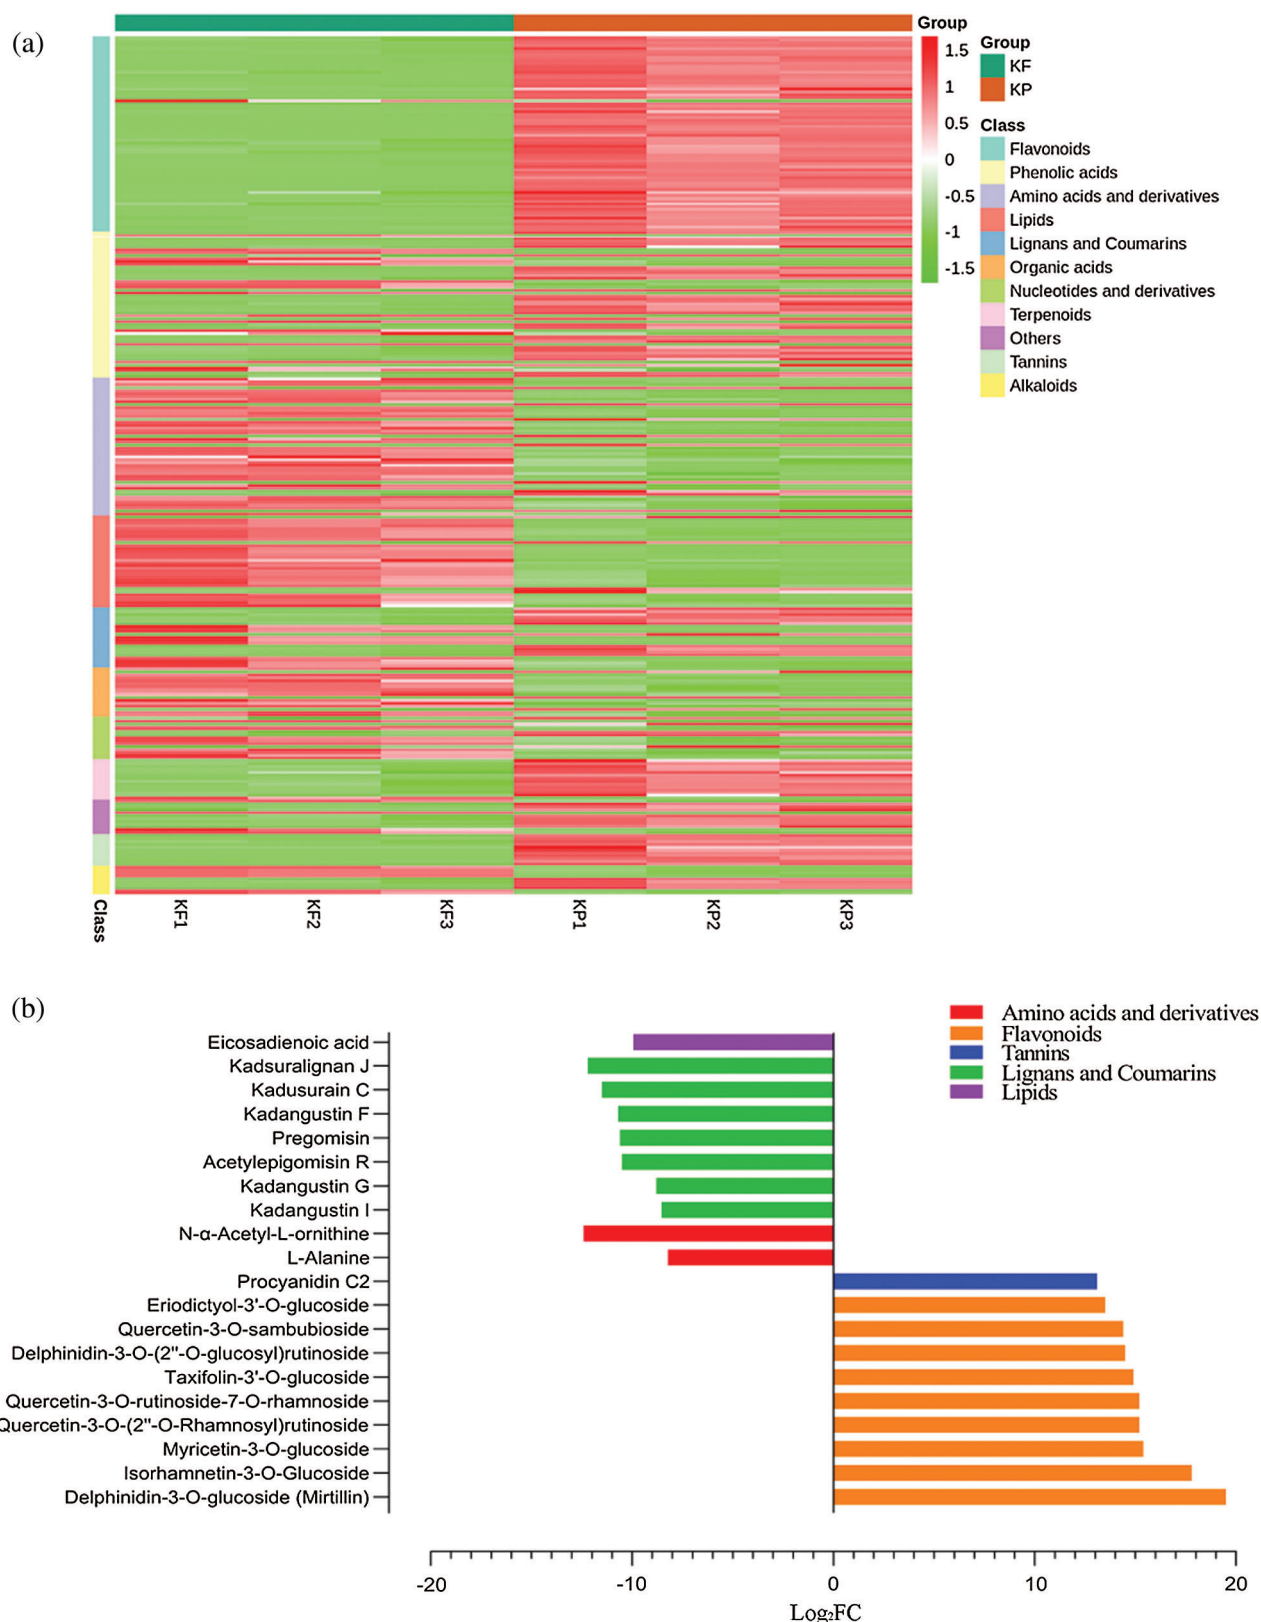 (a)
Group
1.5
1
0.5
0
-0.5
-1
-1.5
Group
KF
KP
Class
Flavonoids
Phenolic acids
Amino acids and derivatives
Lipids
Lignans and Coumarins
Organic acids
Nucleotides and derivatives
Terpenoids
Others
Tannins
Alkaloids
Class
KF1
KF2
KF3
KP1
KP2
KP3
(b)
Amino acids and derivatives
Flavonoids
Tannins
Lignans and Coumarins
Lipids
Eicosadienoic acid
Kadsuralignan J
Kadusurain C
Kadangustin F
Pregomisin
Acetylepigomisin R
Kadangustin G
Kadangustin I
N-α-Acetyl-L-ornithine
L-Alanine
Procyanidin C2
Eriodictyol-3'-O-glucoside
Quercetin-3-O-sambubioside
Delphinidin-3-O-(2"-O-glucosyl)rutinoside
Taxifolin-3'-O-glucoside
Quercetin-3-O-rutinoside-7-O-rhamnoside
Quercetin-3-O-(2"-O-Rhamnosyl)rutinoside
Myricetin-3-O-glucoside
Isorhamnetin-3-O-Glucoside
Delphinidin-3-O-glucoside (Mirtillin)
-20
-10
0
10
20
Log₂FC